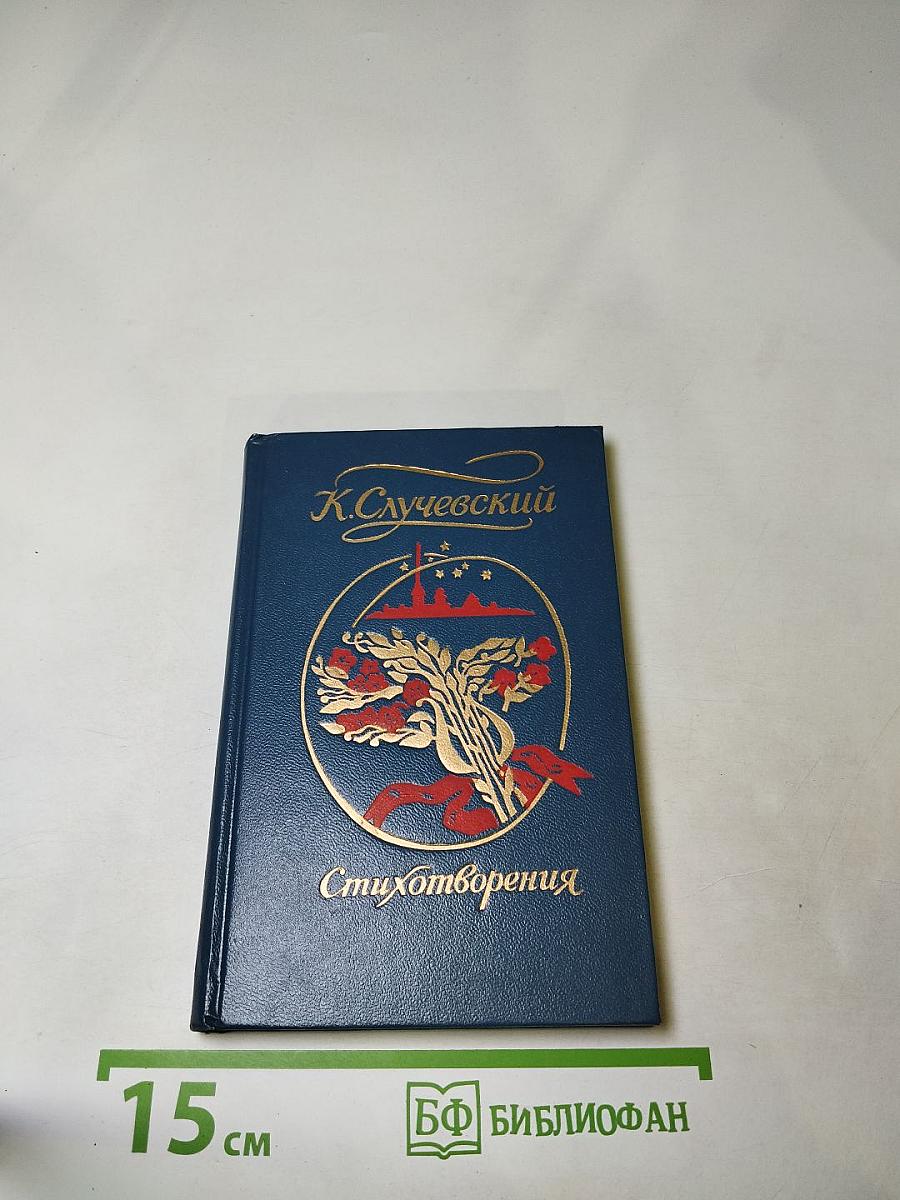 К. Случевский
Стихотворения
15 см
БФ БИБЛИОФАН